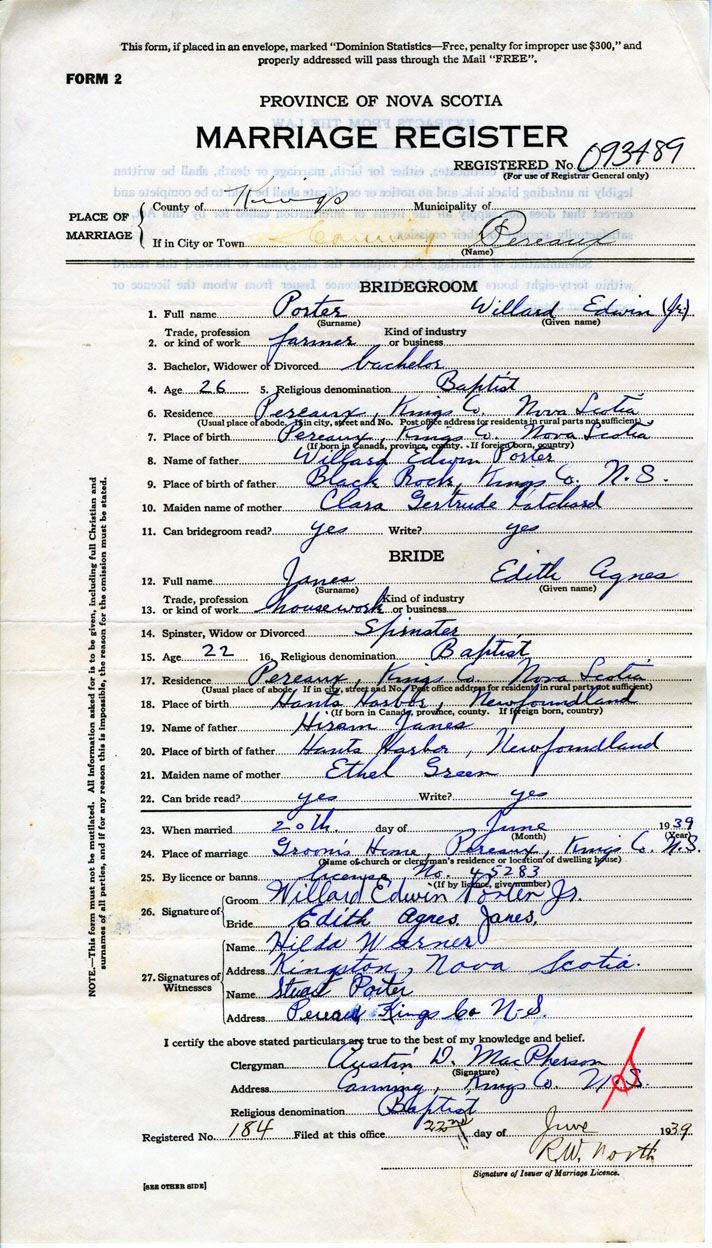 This form, if placed in an envelope, marked "Dominion Statistics—Free, penalty for improper use $300," and
properly addressed will pass through the Mail "FREE".
FORM 2
PROVINCE OF NOVA SCOTIA
MARRIAGE REGISTER
REGISTERED No. 093489
(For use of Registrar General only)
PLACE OF MARRIAGE
County of Kings Municipality of
If in City or Town Canning Pereaux
(Name)
BRIDEGROOM
1. Full name Porter Willard Edwin (Jr)
(Surname) (Given name)
2. Trade, profession or kind of work farmer Kind of industry or business
3. Bachelor, Widower or Divorced bachelor
4. Age 26 5. Religious denomination Baptist
6. Residence Pereaux, Kings Co. Nova Scotia
(Usual place of abode. If in city, street and No. Post office address for residents in rural parts not sufficient)
7. Place of birth Pereaux, Kings Co. Nova Scotia
(If born in Canada, province, county. If foreign born, country)
8. Name of father Willard Edwin Porter
9. Place of birth of father Black Rock, Kings Co. N.S.
10. Maiden name of mother Clara Gertrude
11. Can bridegroom read? yes Write? yes
BRIDE
12. Full name Janes Edith Agnes
(Surname) (Given name)
13. Trade, profession or kind of work housework Kind of industry or business
14. Spinster, Widow or Divorced Spinster
15. Age 22 16. Religious denomination Baptist
17. Residence Pereaux, Kings Co. Nova Scotia
(Usual place of abode. If in city, street and No. Post office address for residents in rural parts not sufficient)
18. Place of birth Hants Harbor, Newfoundland
(If born in Canada, province, county. If foreign born, country)
19. Name of father Hiram Janes
20. Place of birth of father Hants Harbor, Newfoundland
21. Maiden name of mother Ethel Green
22. Can bride read? yes Write? yes
23. When married 20th. day of June 1939
(Month) (Year)
24. Place of marriage Groom's Home, Pereaux, Kings Co. N.S.
(Name of church or clergyman's residence or location of dwelling house)
25. By licence or banns license No. 45283
(If by licence, give number)
26. Signature of
Groom Willard Edwin Porter Jr.
Bride Edith Agnes Janes.
27. Signatures of Witnesses
Name Hilda Warner
Address Kingston, Nova Scotia.
Name Stuart Porter
Address Kings Co N-S.
I certify the above stated particulars are true to the best of my knowledge and belief.
Clergyman Austin D. MacPherson
(Signature)
Address Canning, Kings Co. N.S.
Religious denomination Baptist
Registered No. 184 Filed at this office 22nd day of June 1939
R.W. North
Signature of Issuer of Marriage Licence.
[SEE OTHER SIDE]
NOTE.—This form must not be mutilated. All information asked for is to be given, including full Christian and
surnames of all parties, and if for any reason this is impossible, the reason for the omission must be stated.